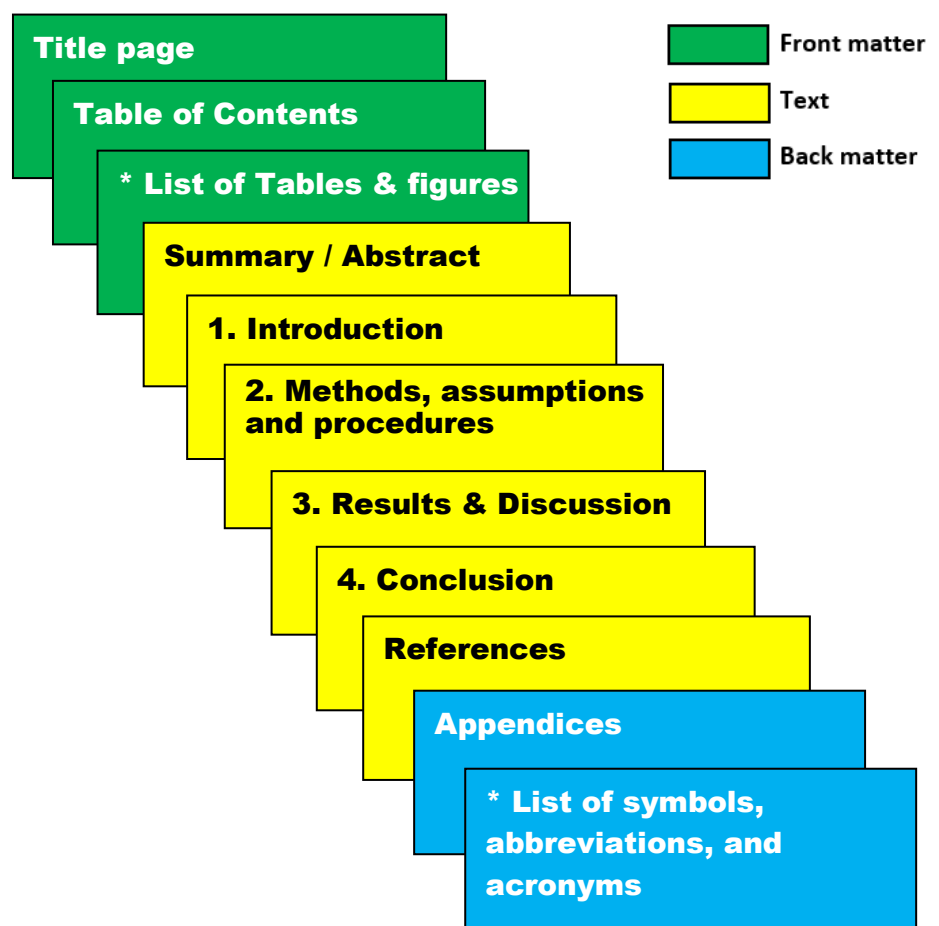 Title page
Front matter
Table of Contents
Text
Back matter
* List of Tables & figures
Summary / Abstract
1. Introduction
2. Methods, assumptions
and procedures
3. Results & Discussion
4. Conclusion
References
Appendices
* List of symbols,
abbreviations, and
acronyms